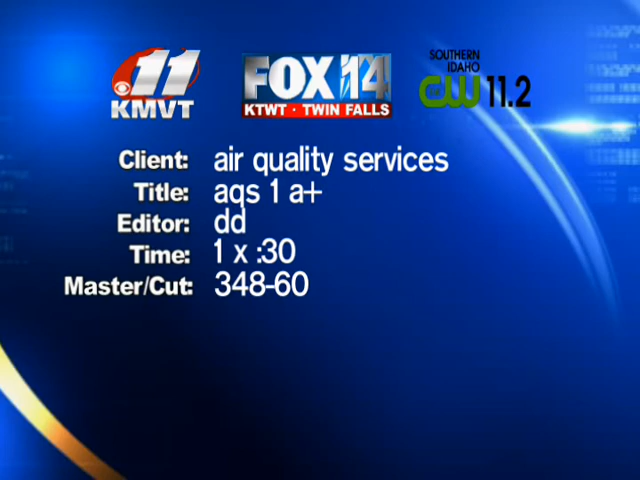 11
KMVT
FOX 14
KTWT · TWIN FALLS
SOUTHERN
IDAHO
CW 11.2
Client: air quality services
Title: aqs 1 a+
Editor: dd
Time: 1 x :30
Master/Cut: 348-60